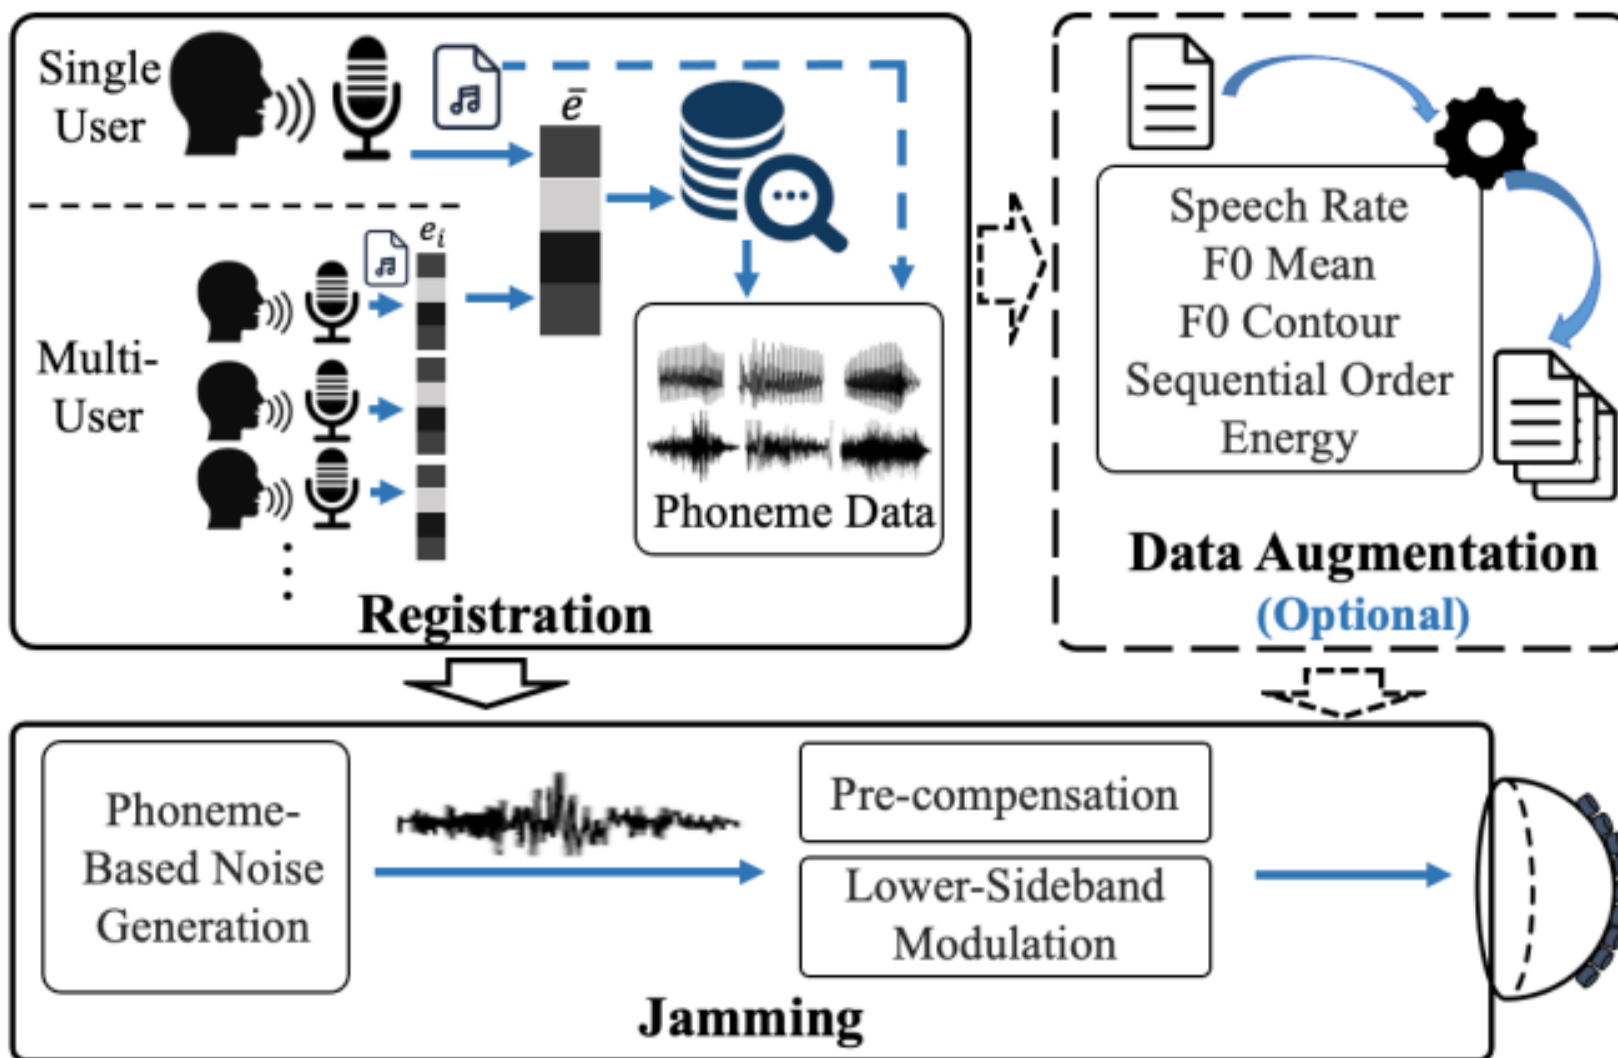 Single
User
ē
Multi-
User
eᵢ
Phoneme Data
Registration
Speech Rate
F0 Mean
F0 Contour
Sequential Order
Energy
Data Augmentation
(Optional)
Phoneme-
Based Noise
Generation
Pre-compensation
Lower-Sideband
Modulation
Jamming